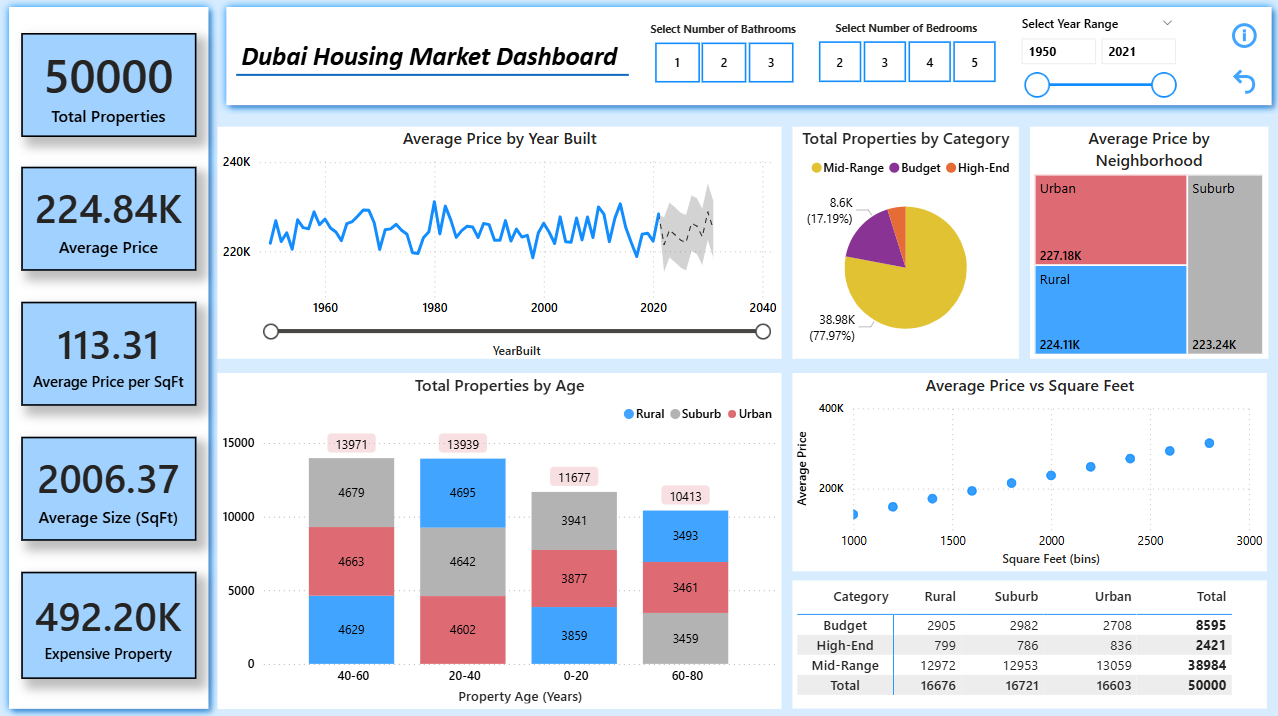 50000
Total Properties
224.84K
Average Price
113.31
Average Price per SqFt
2006.37
Average Size (SqFt)
492.20K
Expensive Property
Dubai Housing Market Dashboard
Select Number of Bathrooms
1 2 3
Select Number of Bedrooms
2 3 4 5
Select Year Range
1950 2021
Average Price by Year Built
240K
220K
1960 1980 2000 2020 2040
YearBuilt
Total Properties by Category
Mid-Range Budget High-End
8.6K
(17.19%)
38.98K
(77.97%)
Average Price by
Neighborhood
Urban
227.18K
Rural
224.11K
Suburb
223.24K
Total Properties by Age
Rural Suburb Urban
15000
10000
5000
0
13971
4679
4663
4629
13939
4695
4642
4602
11677
3941
3877
3859
10413
3493
3461
3459
40-60 20-40 0-20 60-80
Property Age (Years)
Average Price vs Square Feet
Average Price
400K
200K
1000 1500 2000 2500 3000
Square Feet (bins)
Category Rural Suburb Urban Total
Budget 2905 2982 2708 8595
High-End 799 786 836 2421
Mid-Range 12972 12953 13059 38984
Total 16676 16721 16603 50000